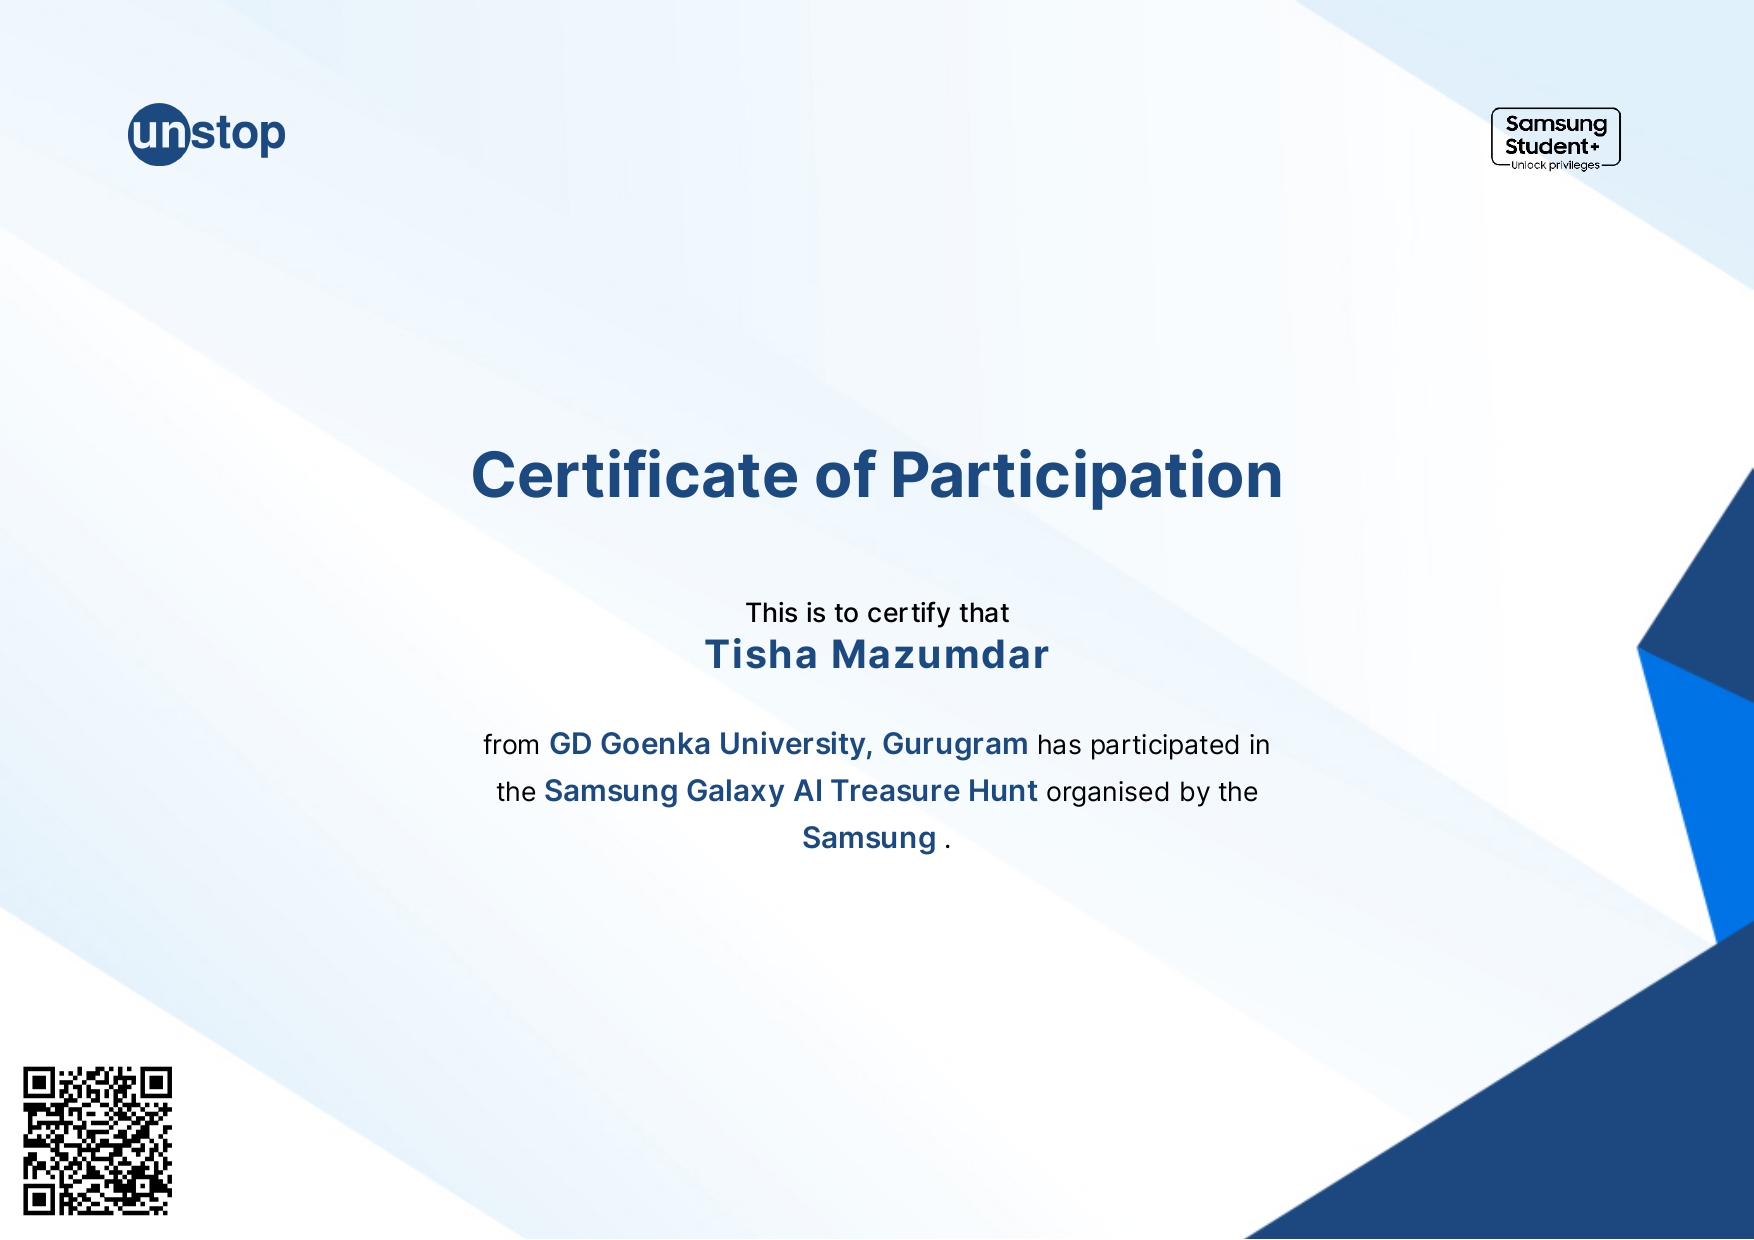 unstop
Samsung
Student+
Unlock privileges
Certificate of Participation
This is to certify that
Tisha Mazumdar
from GD Goenka University, Gurugram has participated in
the Samsung Galaxy AI Treasure Hunt organised by the
Samsung .